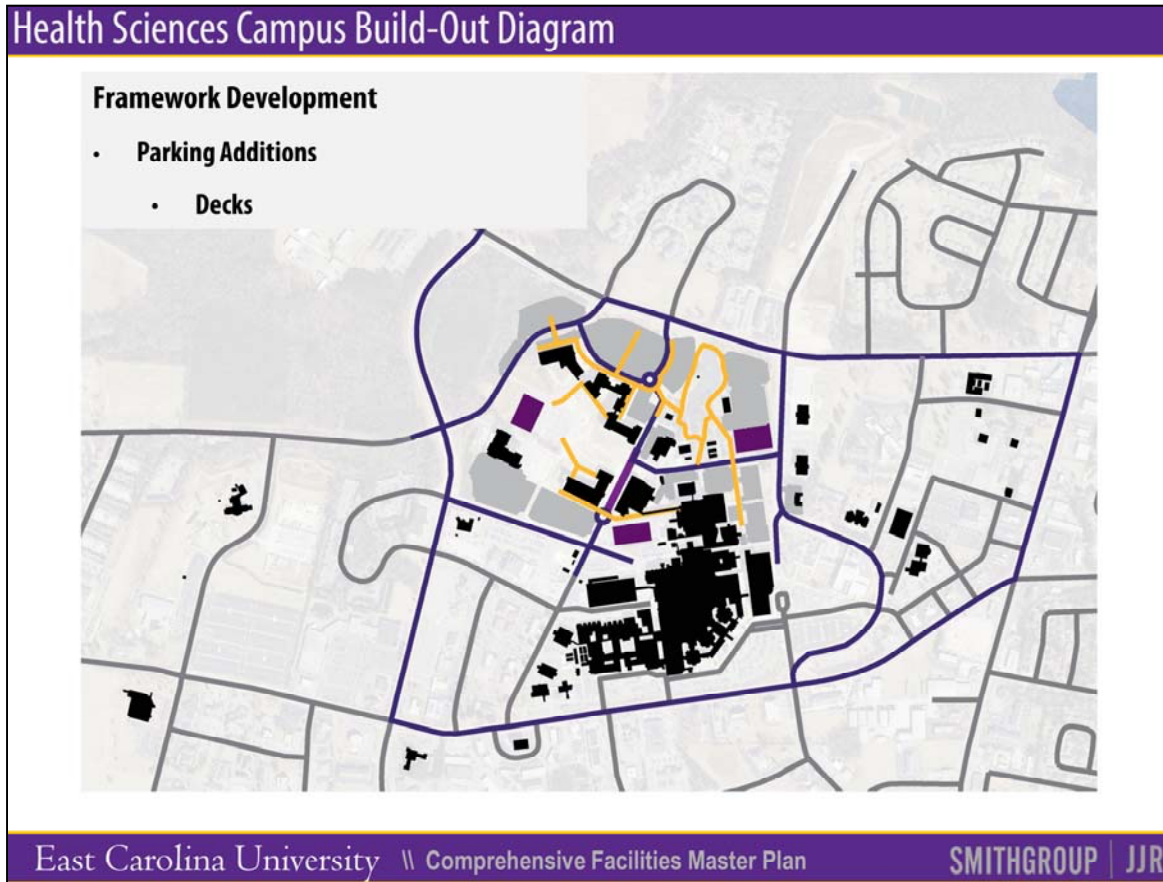 Health Sciences Campus Build-Out Diagram
Framework Development
• Parking Additions
• Decks
East Carolina University \\ Comprehensive Facilities Master Plan SMITHGROUP | JJR